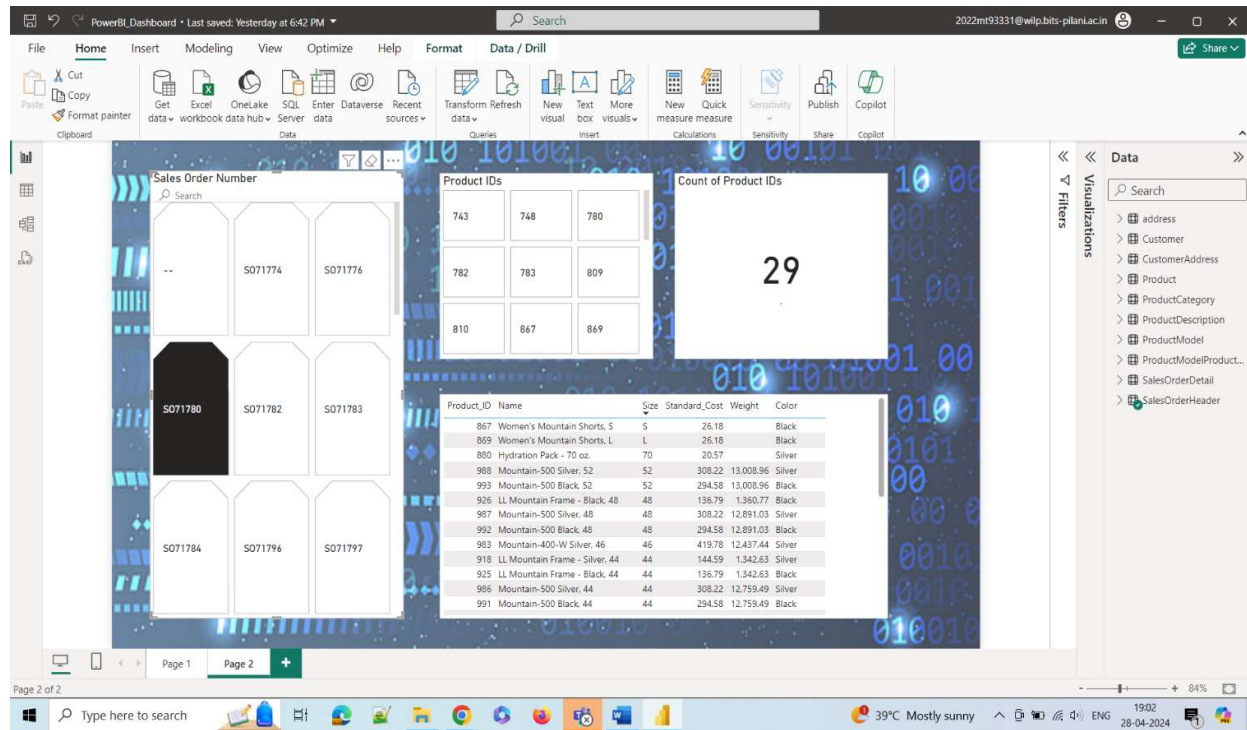 PowerBI_Dashboard • Last saved: Yesterday at 6:42 PM
Search
2022mt93331@wilp.bits-pilani.ac.in
File Home Insert Modeling View Optimize Help Format Data / Drill
Share
Paste
Cut
Copy
Format painter
Get data
Excel workbook
OneLake data hub
SQL Server
Enter data
Dataverse
Recent sources
Transform data
Refresh
New visual
Text box
More visuals
New measure
Quick measure
Sensitivity
Publish
Copilot
Clipboard Data Queries Insert Calculations Sensitivity Share Copilot
Sales Order Number
Search
-- SO71774 SO71776
SO71780 SO71782 SO71783
SO71784 SO71796 SO71797
Product IDs
743 748 780
782 783 809
810 867 869
Count of Product IDs
29
Product_ID Name Size Standard_Cost Weight Color
867 Women's Mountain Shorts, S S 26.18 Black
869 Women's Mountain Shorts, L L 26.18 Black
880 Hydration Pack - 70 oz. 70 20.57 Silver
988 Mountain-500 Silver, 52 52 308.22 13,008.96 Silver
993 Mountain-500 Black, 52 52 294.58 13,008.96 Black
926 LL Mountain Frame - Black, 48 48 136.79 1,360.77 Black
987 Mountain-500 Silver, 48 48 308.22 12,891.03 Silver
992 Mountain-500 Black, 48 48 294.58 12,891.03 Black
983 Mountain-400-W Silver, 46 46 419.78 12,437.44 Silver
918 LL Mountain Frame - Silver, 44 44 144.59 1,342.63 Silver
925 LL Mountain Frame - Black, 44 44 136.79 1,342.63 Black
986 Mountain-500 Silver, 44 44 308.22 12,759.49 Silver
991 Mountain-500 Black, 44 44 294.58 12,759.49 Black
Filters
Visualizations
Data
Search
address
Customer
CustomerAddress
Product
ProductCategory
ProductDescription
ProductModel
ProductModelProduct...
SalesOrderDetail
SalesOrderHeader
Page 1 Page 2
Page 2 of 2
84%
Type here to search
39°C Mostly sunny
ENG
19:02
28-04-2024